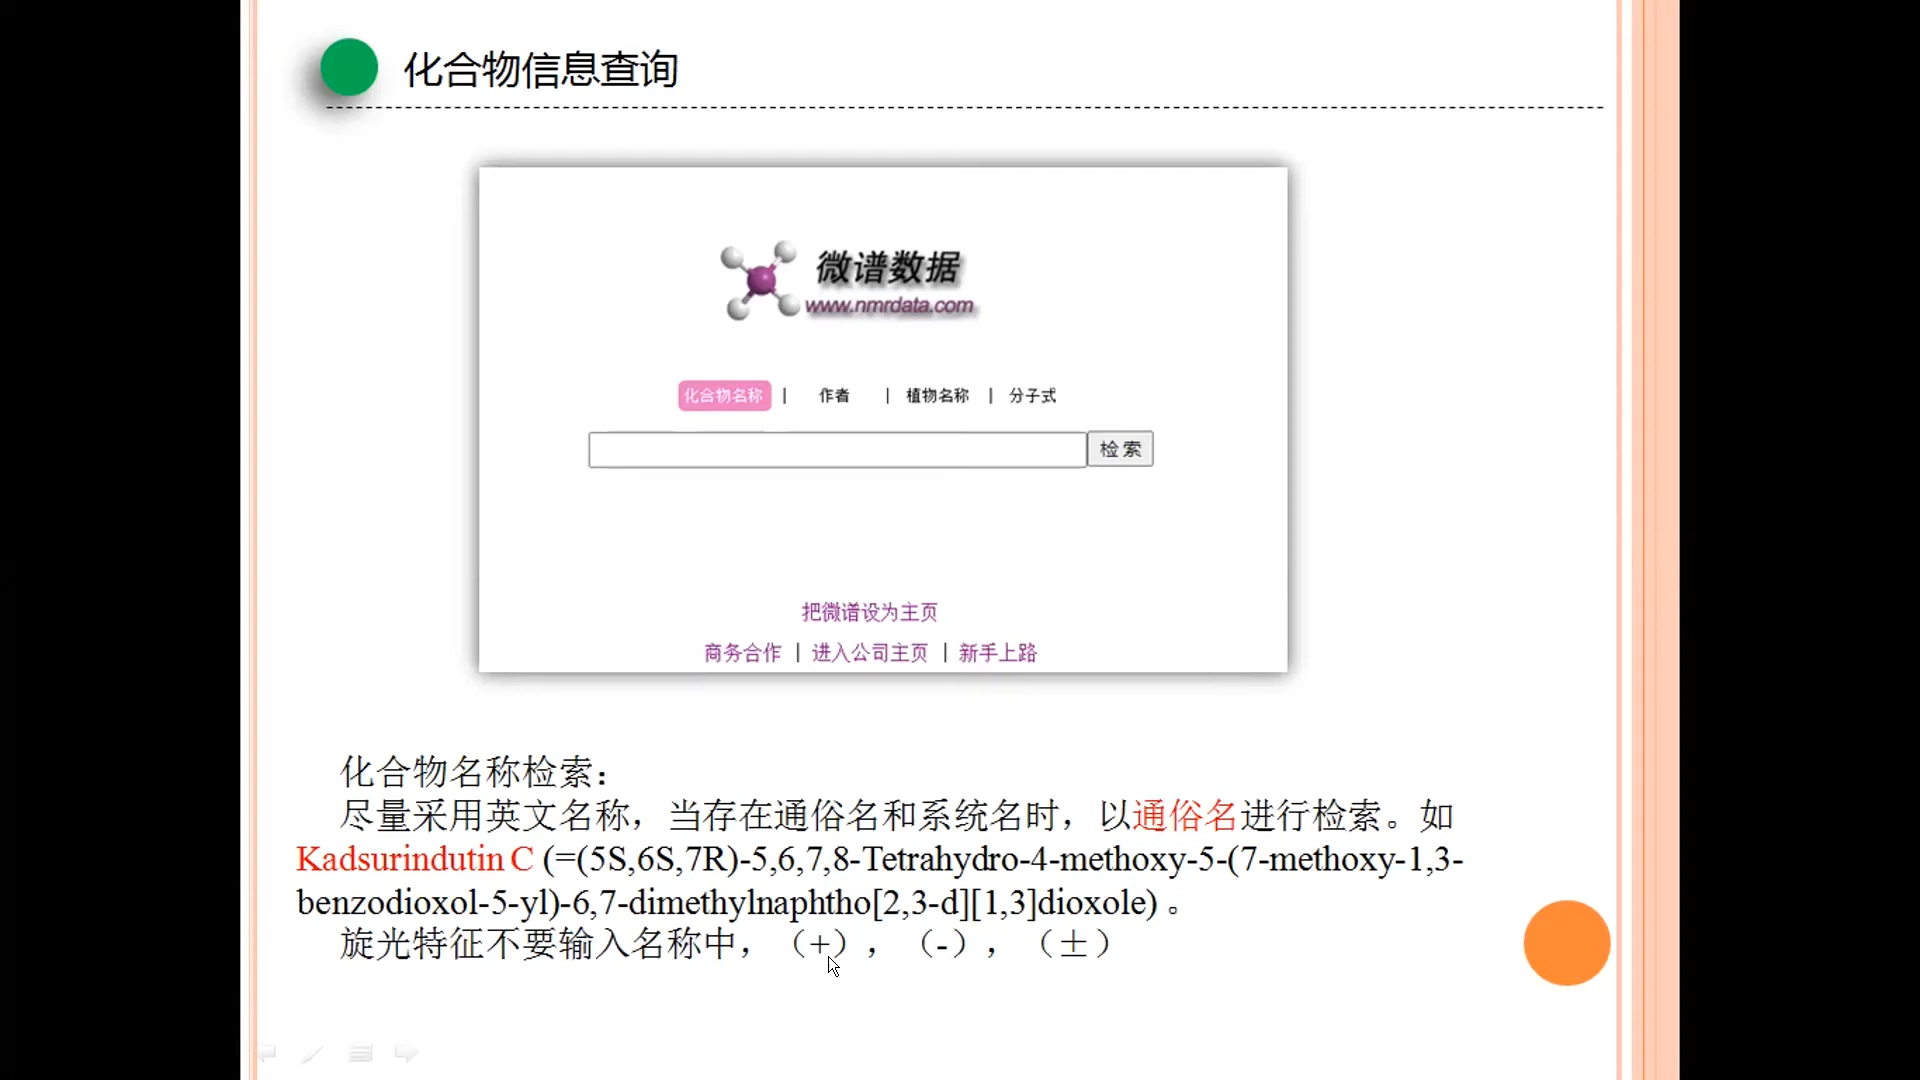 化合物信息查询
微谱数据
www.nmrdata.com
化合物名称 | 作者 | 植物名称 | 分子式
检 索
把微谱设为主页
商务合作 | 进入公司主页 | 新手上路
化合物名称检索：
尽量采用英文名称，当存在通俗名和系统名时，以通俗名进行检索。如
Kadsurindutin C (=(5S,6S,7R)-5,6,7,8-Tetrahydro-4-methoxy-5-(7-methoxy-1,3-
benzodioxol-5-yl)-6,7-dimethylnaphtho[2,3-d][1,3]dioxole) 。
旋光特征不要输入名称中，（+），（-），（±）